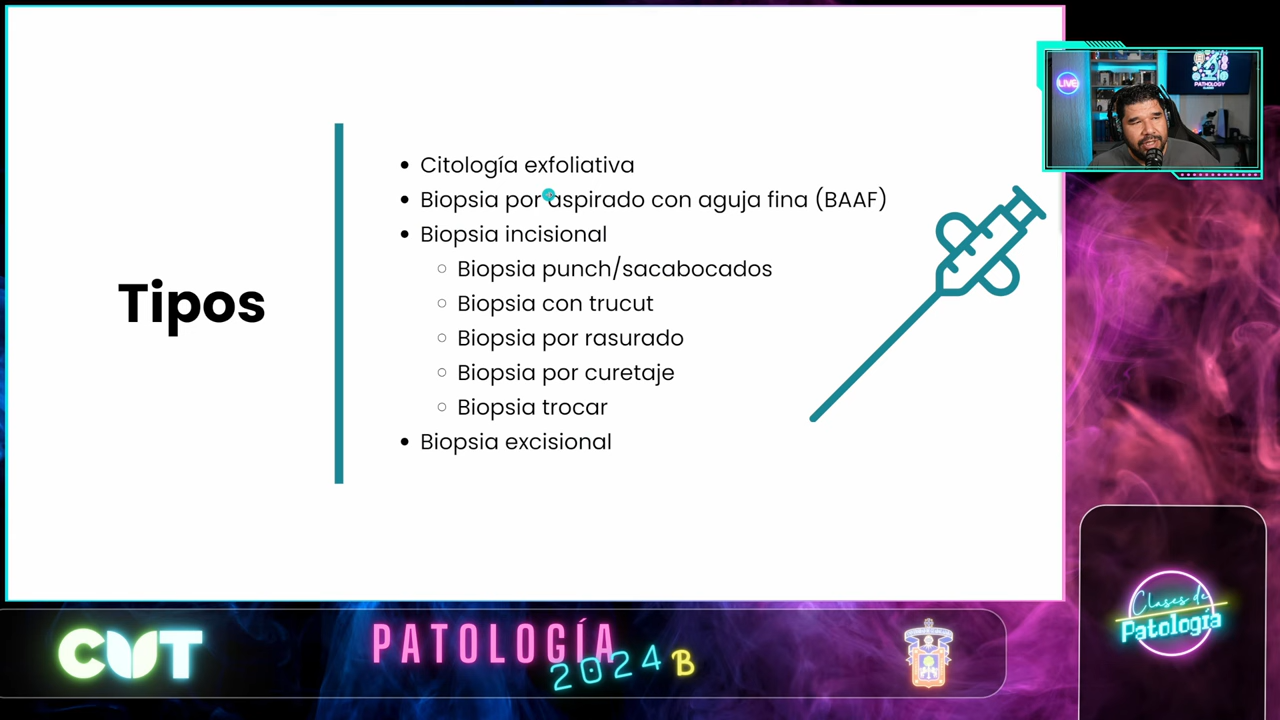 Tipos
Citología exfoliativa
Biopsia por aspirado con aguja fina (BAAF)
Biopsia incisional
Biopsia punch/sacabocados
Biopsia con trucut
Biopsia por rasurado
Biopsia por curetaje
Biopsia trocar
Biopsia excisional
LIVE
PATHOLOGY
CUT
PATOLOGÍA
2024B
Clases de
Patología